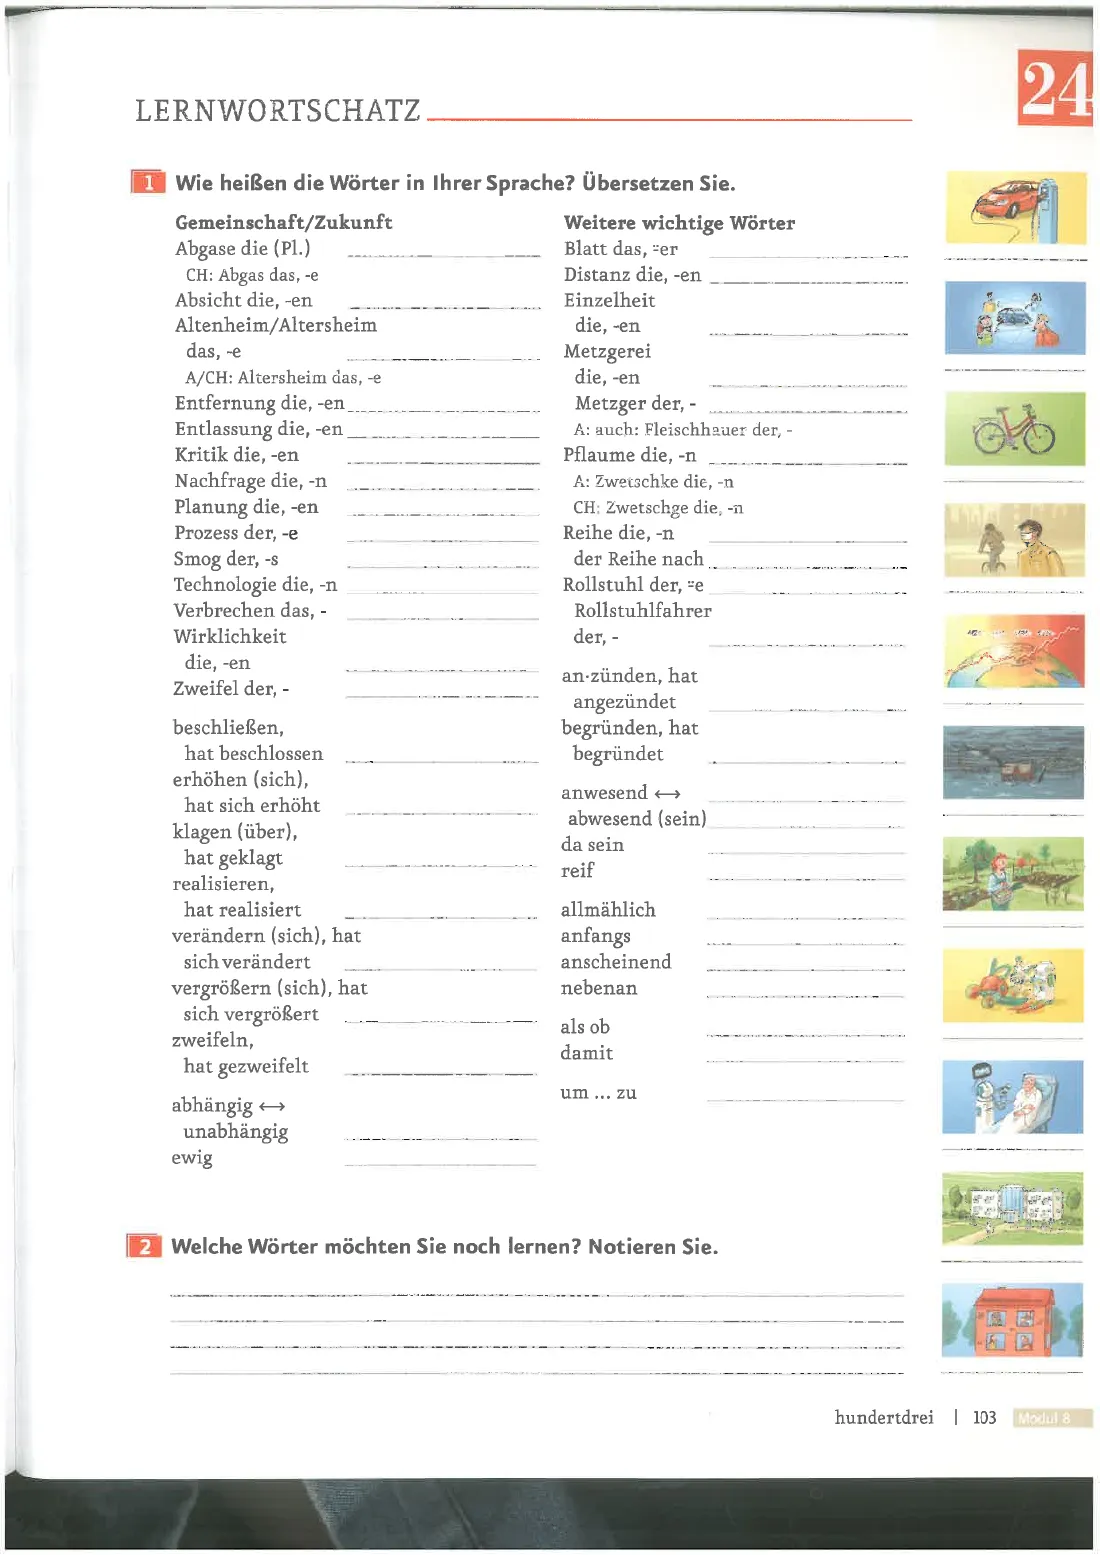 24
LERNWORTSCHATZ
1 Wie heißen die Wörter in Ihrer Sprache? Übersetzen Sie.
Gemeinschaft/Zukunft
Abgase die (Pl.)
CH: Abgas das, -e
Absicht die, -en
Altenheim/Altersheim
das, -e
A/CH: Altersheim das, -e
Entfernung die, -en
Entlassung die, -en
Kritik die, -en
Nachfrage die, -n
Planung die, -en
Prozess der, -e
Smog der, -s
Technologie die, -n
Verbrechen das, -
Wirklichkeit
die, -en
Zweifel der, -
beschließen,
hat beschlossen
erhöhen (sich),
hat sich erhöht
klagen (über),
hat geklagt
realisieren,
hat realisiert
verändern (sich), hat
sich verändert
vergrößern (sich), hat
sich vergrößert
zweifeln,
hat gezweifelt
abhängig ↔
unabhängig
ewig
Weitere wichtige Wörter
Blatt das, ¨er
Distanz die, -en
Einzelheit
die, -en
Metzgerei
die, -en
Metzger der, -
A: auch: Fleischhauer der, -
Pflaume die, -n
A: Zwetschke die, -n
CH: Zwetschge die, -n
Reihe die, -n
der Reihe nach
Rollstuhl der, ¨e
Rollstuhlfahrer
der, -
an·zünden, hat
angezündet
begründen, hat
begründet
anwesend ↔
abwesend (sein)
da sein
reif
allmählich
anfangs
anscheinend
nebenan
als ob
damit
um ... zu
2 Welche Wörter möchten Sie noch lernen? Notieren Sie.
hundertdrei | 103 Modul 8